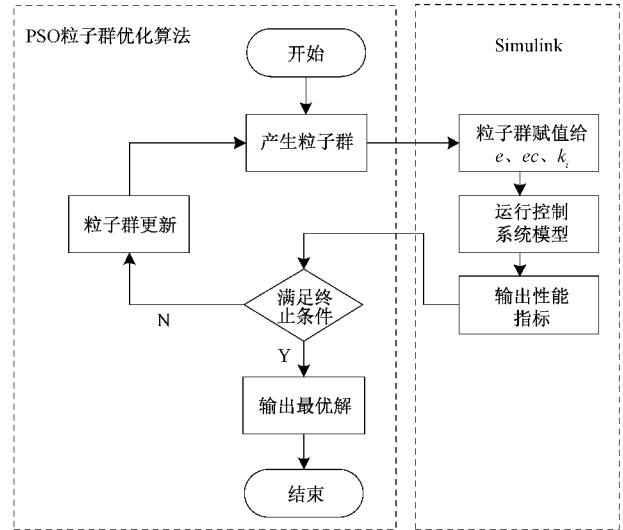 PSO粒子群优化算法
开始
产生粒子群
粒子群更新
满足终
止条件
N
Y
输出最优解
结束
Simulink
粒子群赋值给
e、ec、kᵢ
运行控制
系统模型
输出性能
指标